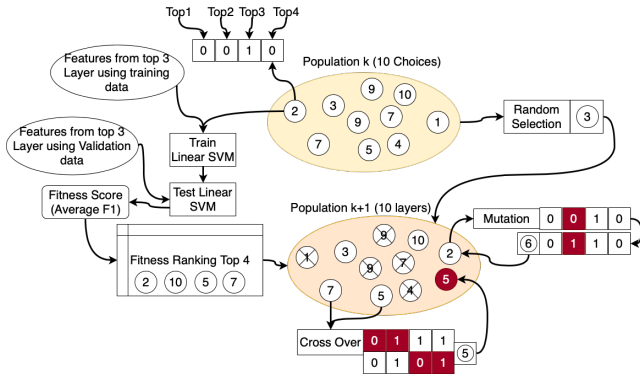 Top1 Top2 Top3 Top4
0 0 1 0
Features from top 3
Layer using training
data
Population k (10 Choices)
2 3 9 10 9 7 1 7 5 4
Random
Selection
3
Features from top 3
Layer using Validation
data
Train
Linear SVM
Test Linear
SVM
Fitness Score
(Average F1)
Fitness Ranking Top 4
2 10 5 7
Population k+1 (10 layers)
1 3 9 10 2 9 7 5 7 5 4
Mutation 0 0 1 0
6 0 1 1 0
Cross Over
0 1 1 1
0 1 0 1
5